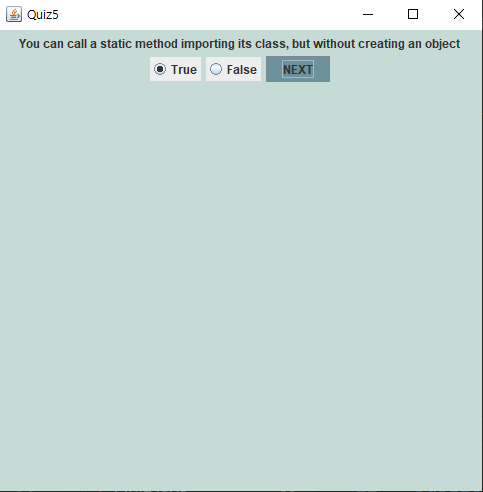 Quiz5
You can call a static method importing its class, but without creating an object
True False NEXT